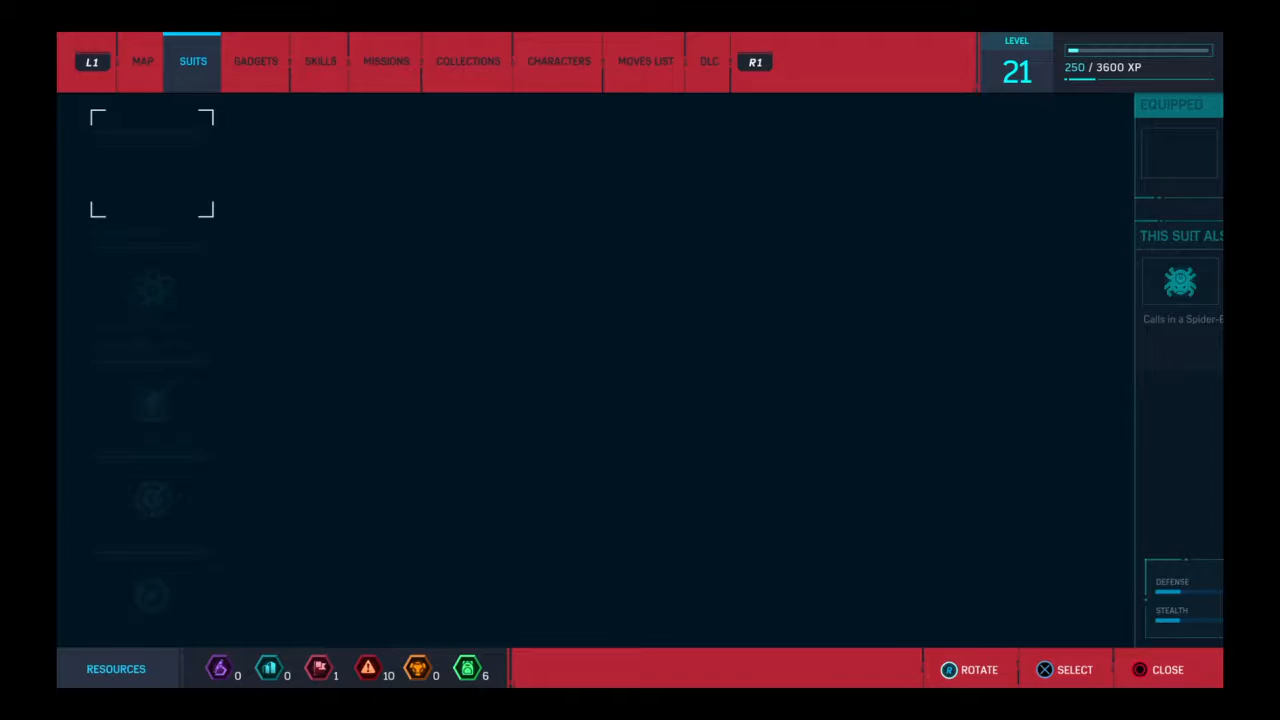 L1 MAP SUITS GADGETS SKILLS MISSIONS COLLECTIONS CHARACTERS MOVES LIST DLC R1
LEVEL
21
250 / 3600 XP
EQUIPPED
THIS SUIT ALS
Calls in a Spider-
DEFENSE
STEALTH
RESOURCES 0 0 1 10 0 6 R ROTATE SELECT CLOSE